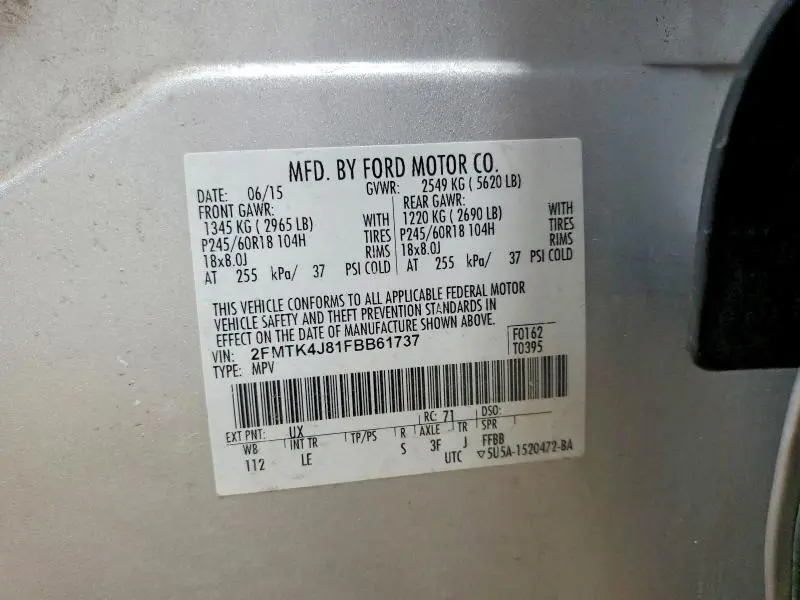 MFD. BY FORD MOTOR CO.
DATE: 06/15 GVWR: 2549 KG ( 5620 LB)
FRONT GAWR: REAR GAWR:
1345 KG ( 2965 LB) WITH 1220 KG ( 2690 LB) WITH
P245/60R18 104H TIRES P245/60R18 104H TIRES
18x8.0J RIMS 18x8.0J RIMS
AT 255 kPa/ 37 PSI COLD AT 255 kPa/ 37 PSI COLD
THIS VEHICLE CONFORMS TO ALL APPLICABLE FEDERAL MOTOR
VEHICLE SAFETY AND THEFT PREVENTION STANDARDS IN
EFFECT ON THE DATE OF MANUFACTURE SHOWN ABOVE.
VIN: 2FMTK4J81FBB61737 F0162
TYPE: MPV T0395
EXT PNT: UX RC: 71 DSO:
WB INT TR TP/PS R AXLE TR SPR
112 LE S 3F J FFBB
UTC ▽5U5A-1520472-BA